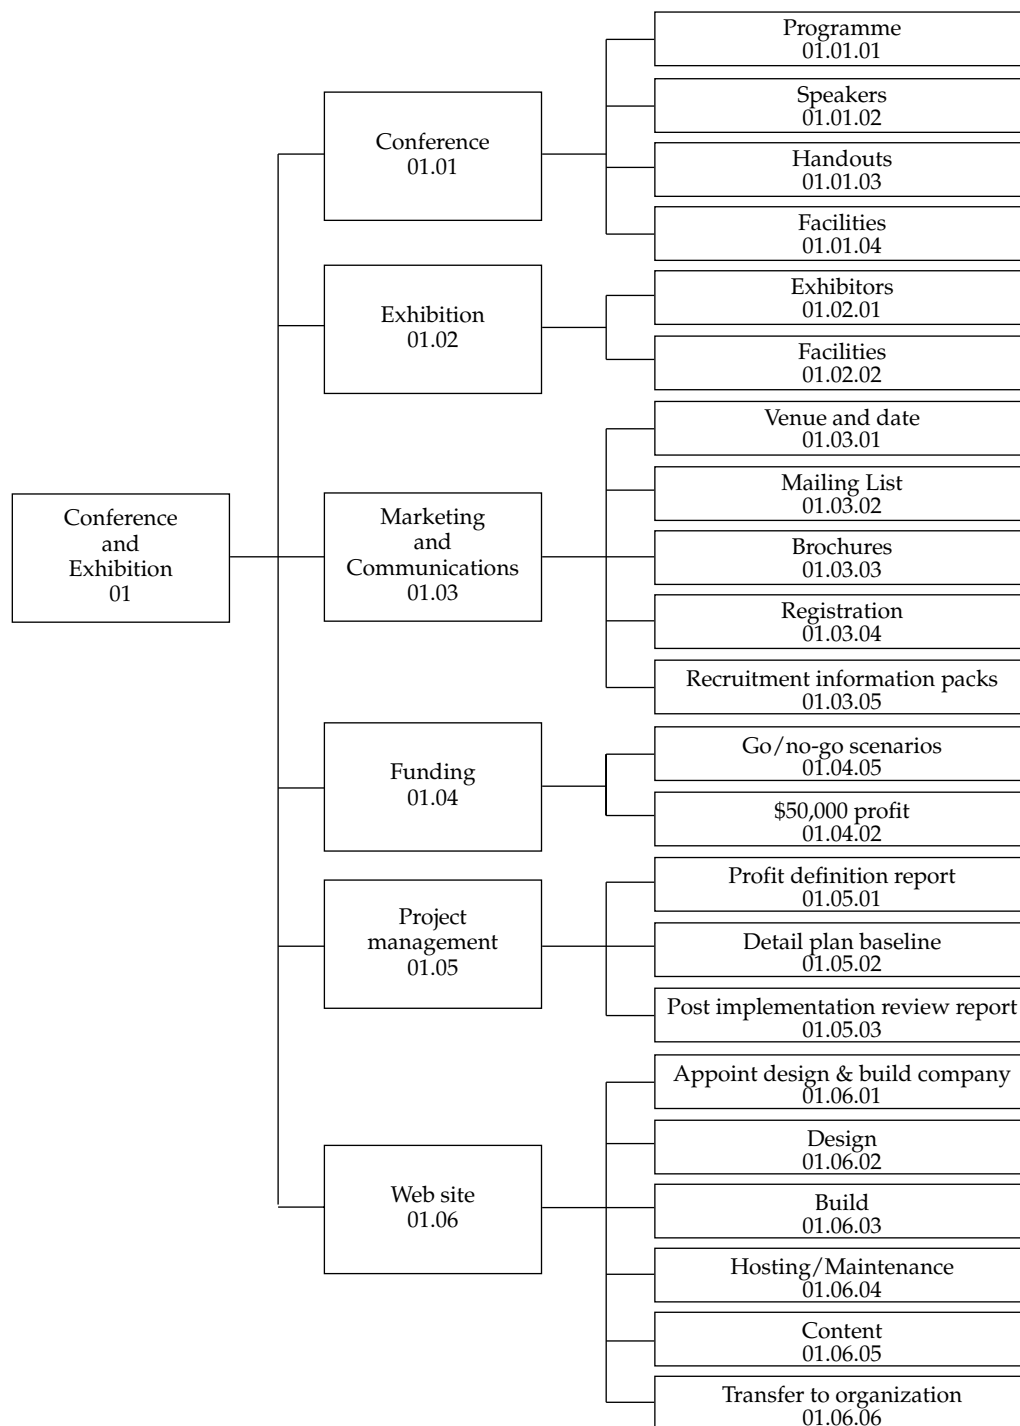 Programme
01.01.01
Speakers
01.01.02
Conference
01.01
Handouts
01.01.03
Facilities
01.01.04
Exhibition
01.02
Exhibitors
01.02.01
Facilities
01.02.02
Conference
and
Exhibition
01
Marketing
and
Communications
01.03
Venue and date
01.03.01
Mailing List
01.03.02
Brochures
01.03.03
Registration
01.03.04
Recruitment information packs
01.03.05
Funding
01.04
Go/no-go scenarios
01.04.05
$50,000 profit
01.04.02
Project
management
01.05
Profit definition report
01.05.01
Detail plan baseline
01.05.02
Post implementation review report
01.05.03
Web site
01.06
Appoint design & build company
01.06.01
Design
01.06.02
Build
01.06.03
Hosting/Maintenance
01.06.04
Content
01.06.05
Transfer to organization
01.06.06